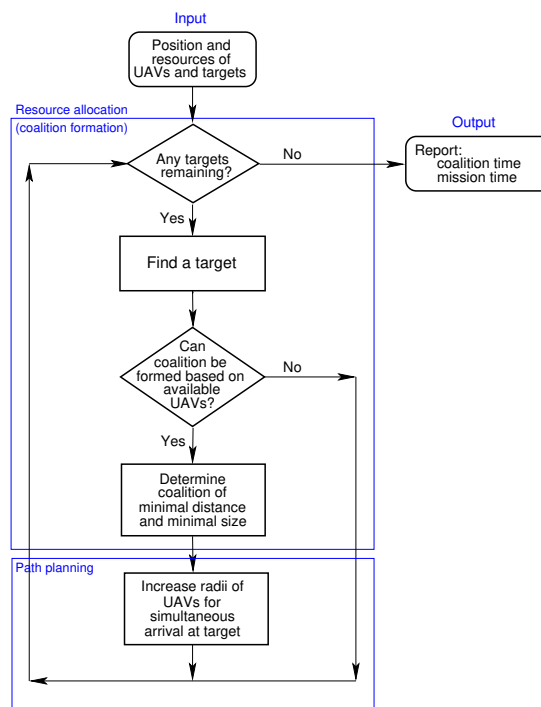 Input
Position and
resources of
UAVs and targets
Resource allocation
(coalition formation)
Output
Any targets
remaining?
No
Report:
coalition time
mission time
Yes
Find a target
Can
coalition be
formed based on
available
UAVs?
No
Yes
Determine
coalition of
minimal distance
and minimal size
Path planning
Increase radii of
UAVs for
simultaneous
arrival at target